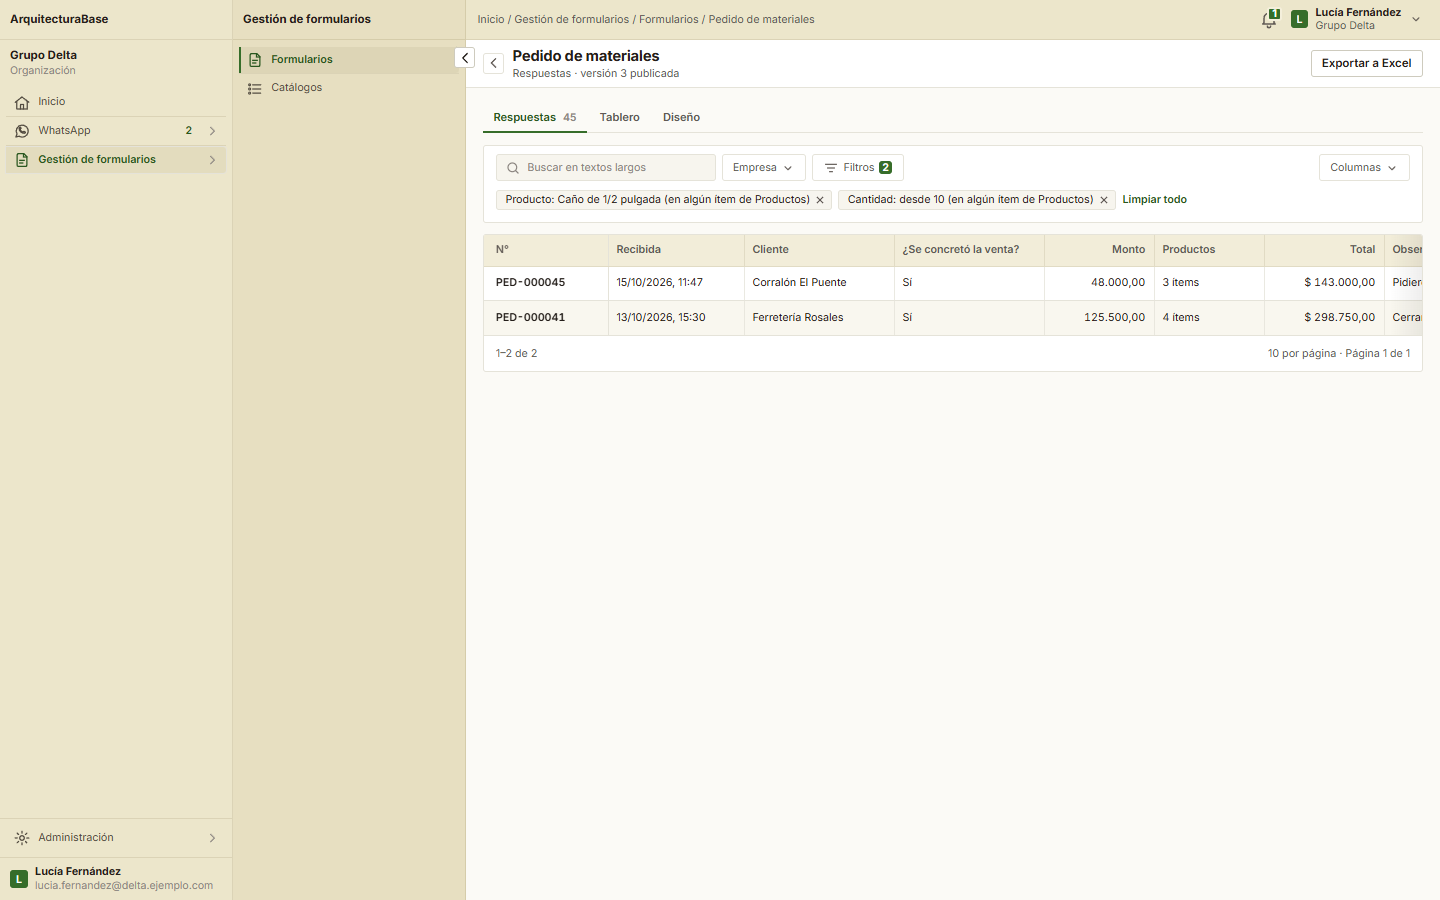 ArquitecturaBase
Grupo Delta
Organización
Inicio
WhatsApp 2
Gestión de formularios
Administración
L
Lucía Fernández
lucia.fernandez@delta.ejemplo.com
Gestión de formularios
Formularios
Catálogos
Inicio / Gestión de formularios / Formularios / Pedido de materiales
1
L
Lucía Fernández
Grupo Delta
Pedido de materiales
Respuestas · versión 3 publicada
Exportar a Excel
Respuestas 45 Tablero Diseño
Buscar en textos largos Empresa Filtros 2 Columnas
Producto: Caño de 1/2 pulgada (en algún ítem de Productos) Cantidad: desde 10 (en algún ítem de Productos) Limpiar todo
N° Recibida Cliente ¿Se concretó la venta? Monto Productos Total Obser
PED-000045 15/10/2026, 11:47 Corralón El Puente Sí 48.000,00 3 ítems $ 143.000,00 Pidier
PED-000041 13/10/2026, 15:30 Ferretería Rosales Sí 125.500,00 4 ítems $ 298.750,00 Cerra
1–2 de 2 10 por página · Página 1 de 1